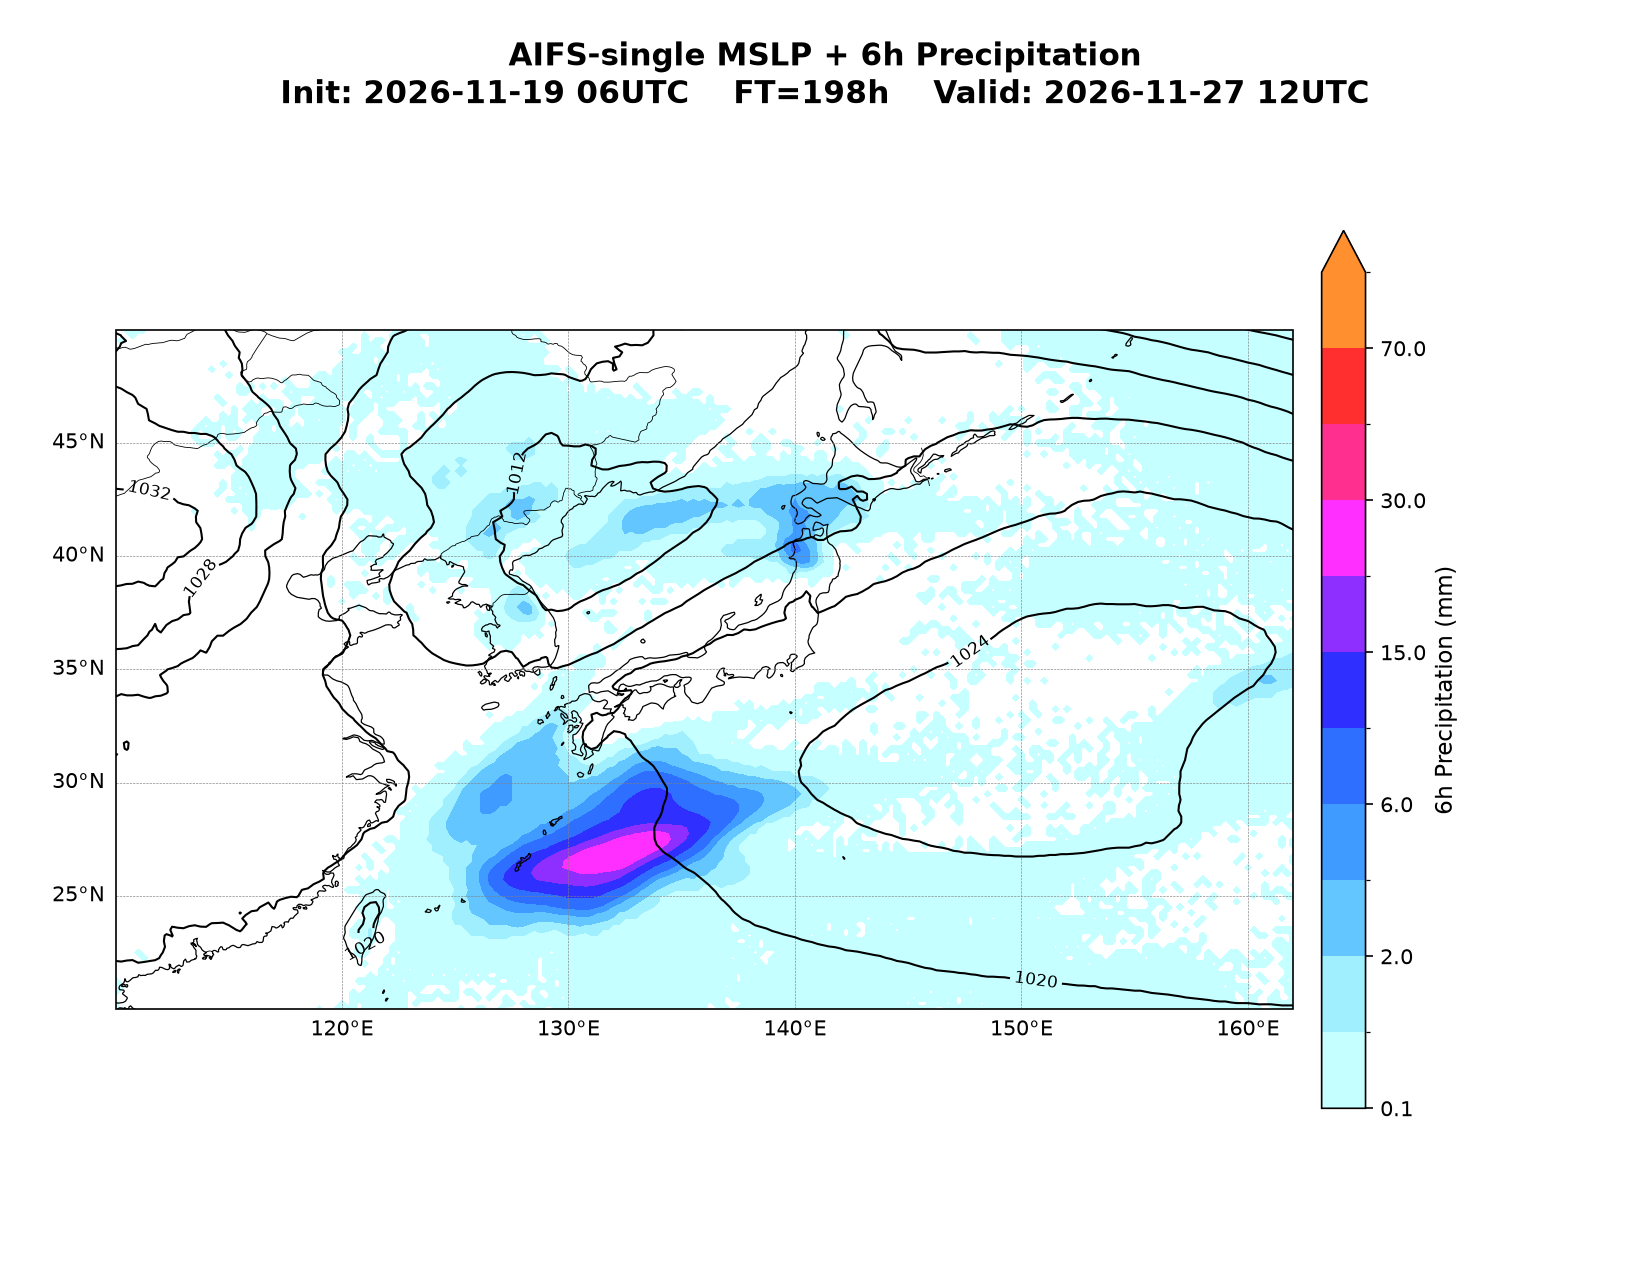 AIFS-single MSLP + 6h Precipitation
Init: 2026-11-19 06UTC    FT=198h    Valid: 2026-11-27 12UTC
70.0
30.0
15.0
6.0
2.0
0.1
6h Precipitation (mm)
45°N
40°N
35°N
30°N
25°N
120°E
130°E
140°E
150°E
160°E
1012
1032
1028
1024
020
1020